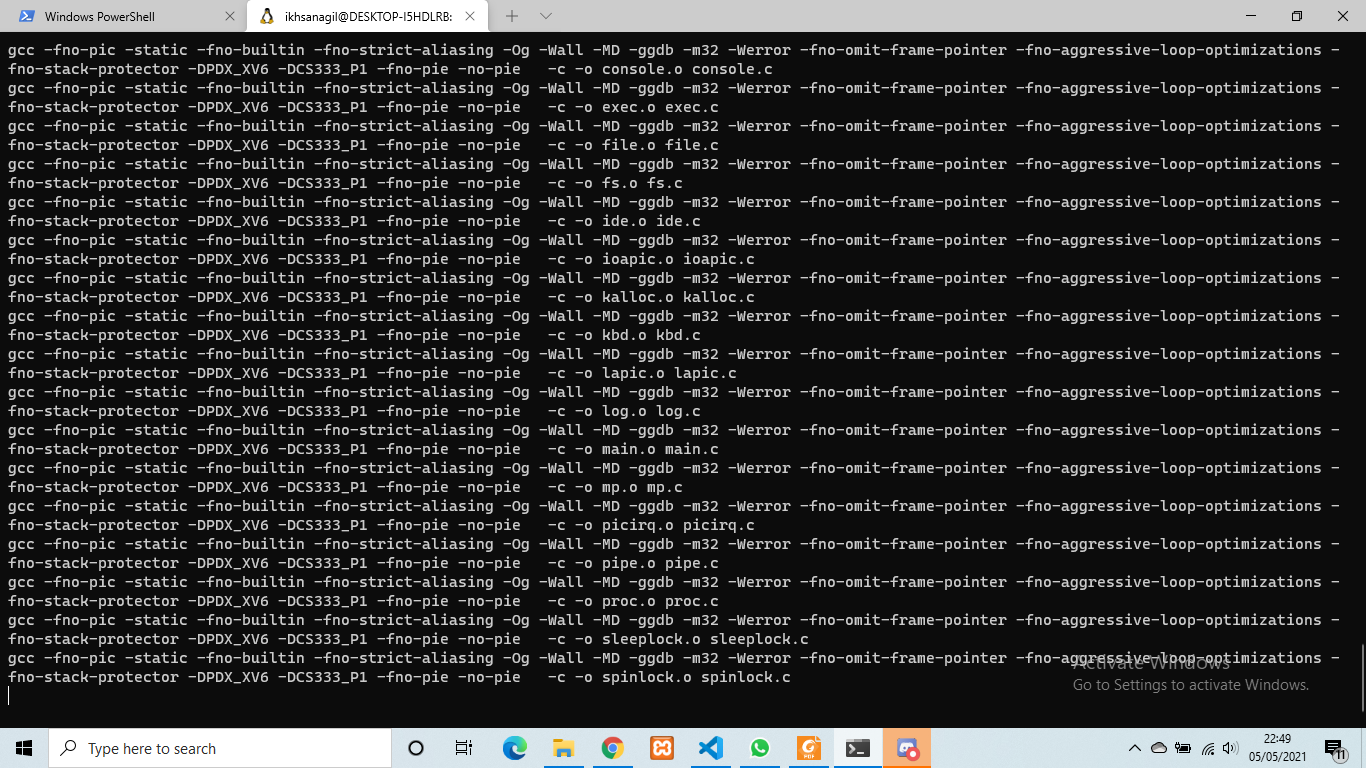 Windows PowerShell
ikhsanagil@DESKTOP-I5HDLRB:
gcc -fno-pic -static -fno-builtin -fno-strict-aliasing -Og -Wall -MD -ggdb -m32 -Werror -fno-omit-frame-pointer -fno-aggressive-loop-optimizations -
fno-stack-protector -DPDX_XV6 -DCS333_P1 -fno-pie -no-pie   -c -o console.o console.c
gcc -fno-pic -static -fno-builtin -fno-strict-aliasing -Og -Wall -MD -ggdb -m32 -Werror -fno-omit-frame-pointer -fno-aggressive-loop-optimizations -
fno-stack-protector -DPDX_XV6 -DCS333_P1 -fno-pie -no-pie   -c -o exec.o exec.c
gcc -fno-pic -static -fno-builtin -fno-strict-aliasing -Og -Wall -MD -ggdb -m32 -Werror -fno-omit-frame-pointer -fno-aggressive-loop-optimizations -
fno-stack-protector -DPDX_XV6 -DCS333_P1 -fno-pie -no-pie   -c -o file.o file.c
gcc -fno-pic -static -fno-builtin -fno-strict-aliasing -Og -Wall -MD -ggdb -m32 -Werror -fno-omit-frame-pointer -fno-aggressive-loop-optimizations -
fno-stack-protector -DPDX_XV6 -DCS333_P1 -fno-pie -no-pie   -c -o fs.o fs.c
gcc -fno-pic -static -fno-builtin -fno-strict-aliasing -Og -Wall -MD -ggdb -m32 -Werror -fno-omit-frame-pointer -fno-aggressive-loop-optimizations -
fno-stack-protector -DPDX_XV6 -DCS333_P1 -fno-pie -no-pie   -c -o ide.o ide.c
gcc -fno-pic -static -fno-builtin -fno-strict-aliasing -Og -Wall -MD -ggdb -m32 -Werror -fno-omit-frame-pointer -fno-aggressive-loop-optimizations -
fno-stack-protector -DPDX_XV6 -DCS333_P1 -fno-pie -no-pie   -c -o ioapic.o ioapic.c
gcc -fno-pic -static -fno-builtin -fno-strict-aliasing -Og -Wall -MD -ggdb -m32 -Werror -fno-omit-frame-pointer -fno-aggressive-loop-optimizations -
fno-stack-protector -DPDX_XV6 -DCS333_P1 -fno-pie -no-pie   -c -o kalloc.o kalloc.c
gcc -fno-pic -static -fno-builtin -fno-strict-aliasing -Og -Wall -MD -ggdb -m32 -Werror -fno-omit-frame-pointer -fno-aggressive-loop-optimizations -
fno-stack-protector -DPDX_XV6 -DCS333_P1 -fno-pie -no-pie   -c -o kbd.o kbd.c
gcc -fno-pic -static -fno-builtin -fno-strict-aliasing -Og -Wall -MD -ggdb -m32 -Werror -fno-omit-frame-pointer -fno-aggressive-loop-optimizations -
fno-stack-protector -DPDX_XV6 -DCS333_P1 -fno-pie -no-pie   -c -o lapic.o lapic.c
gcc -fno-pic -static -fno-builtin -fno-strict-aliasing -Og -Wall -MD -ggdb -m32 -Werror -fno-omit-frame-pointer -fno-aggressive-loop-optimizations -
fno-stack-protector -DPDX_XV6 -DCS333_P1 -fno-pie -no-pie   -c -o log.o log.c
gcc -fno-pic -static -fno-builtin -fno-strict-aliasing -Og -Wall -MD -ggdb -m32 -Werror -fno-omit-frame-pointer -fno-aggressive-loop-optimizations -
fno-stack-protector -DPDX_XV6 -DCS333_P1 -fno-pie -no-pie   -c -o main.o main.c
gcc -fno-pic -static -fno-builtin -fno-strict-aliasing -Og -Wall -MD -ggdb -m32 -Werror -fno-omit-frame-pointer -fno-aggressive-loop-optimizations -
fno-stack-protector -DPDX_XV6 -DCS333_P1 -fno-pie -no-pie   -c -o mp.o mp.c
gcc -fno-pic -static -fno-builtin -fno-strict-aliasing -Og -Wall -MD -ggdb -m32 -Werror -fno-omit-frame-pointer -fno-aggressive-loop-optimizations -
fno-stack-protector -DPDX_XV6 -DCS333_P1 -fno-pie -no-pie   -c -o picirq.o picirq.c
gcc -fno-pic -static -fno-builtin -fno-strict-aliasing -Og -Wall -MD -ggdb -m32 -Werror -fno-omit-frame-pointer -fno-aggressive-loop-optimizations -
fno-stack-protector -DPDX_XV6 -DCS333_P1 -fno-pie -no-pie   -c -o pipe.o pipe.c
gcc -fno-pic -static -fno-builtin -fno-strict-aliasing -Og -Wall -MD -ggdb -m32 -Werror -fno-omit-frame-pointer -fno-aggressive-loop-optimizations -
fno-stack-protector -DPDX_XV6 -DCS333_P1 -fno-pie -no-pie   -c -o proc.o proc.c
gcc -fno-pic -static -fno-builtin -fno-strict-aliasing -Og -Wall -MD -ggdb -m32 -Werror -fno-omit-frame-pointer -fno-aggressive-loop-optimizations -
fno-stack-protector -DPDX_XV6 -DCS333_P1 -fno-pie -no-pie   -c -o sleeplock.o sleeplock.c
gcc -fno-pic -static -fno-builtin -fno-strict-aliasing -Og -Wall -MD -ggdb -m32 -Werror -fno-omit-frame-pointer -fno-aggressive-loop-optimizations -
fno-stack-protector -DPDX_XV6 -DCS333_P1 -fno-pie -no-pie   -c -o spinlock.o spinlock.c
Activate Windows
Go to Settings to activate Windows.
Type here to search
PDF
22:49
05/05/2021
11